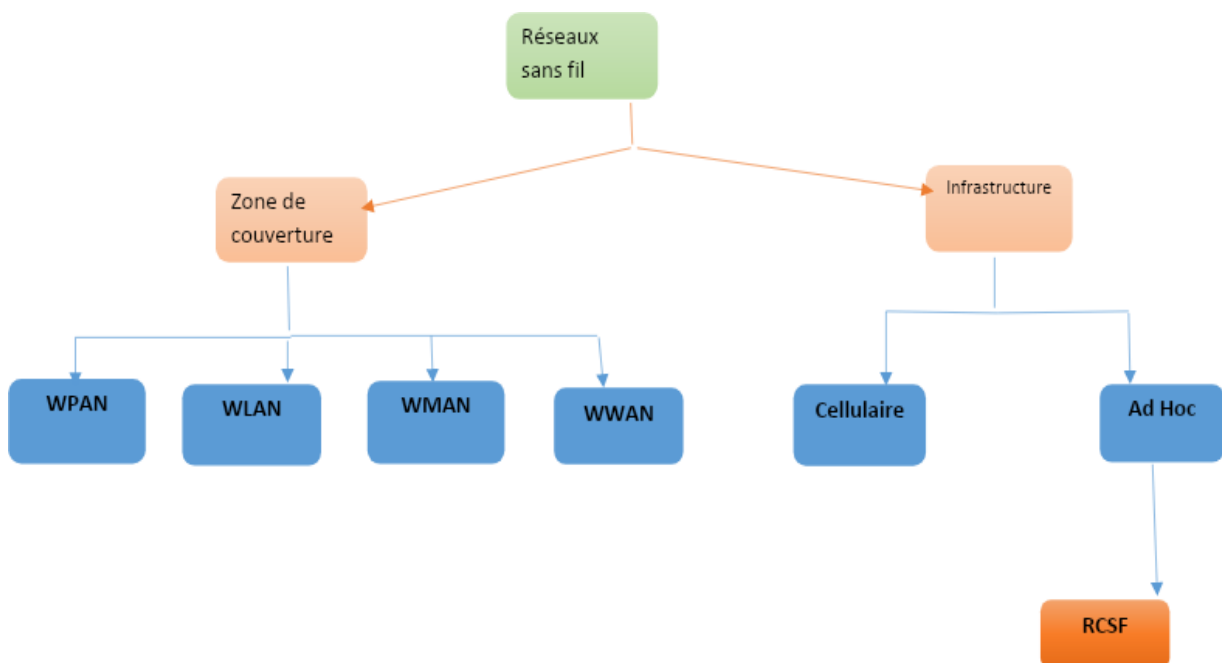 Réseaux
sans fil
Zone de
couverture
Infrastructure
WPAN
WLAN
WMAN
WWAN
Cellulaire
Ad Hoc
RCSF